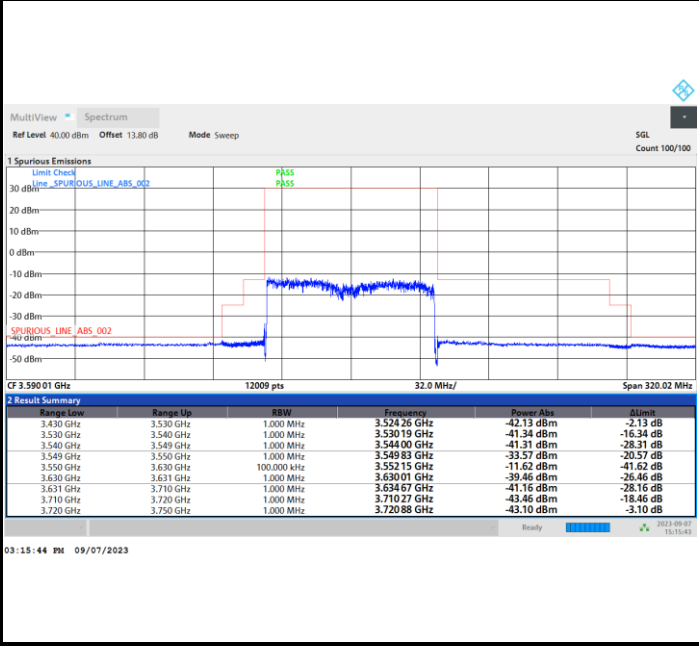 MultiView Spectrum
Ref Level 40.00 dBm Offset 13.80 dB Mode Sweep SGL
Count 100/100
1 Spurious Emissions
Limit Check PASS
Line _SPURIOUS_LINE_ABS_002 PASS
30 dBm
20 dBm
10 dBm
0 dBm
-10 dBm
-20 dBm
-30 dBm
SPURIOUS_LINE_ABS_002
-40 dBm
-50 dBm
CF 3.590 01 GHz 12009 pts 32.0 MHz/ Span 320.02 MHz
2 Result Summary
Range Low Range Up RBW Frequency Power Abs ΔLimit
3.430 GHz 3.530 GHz 1.000 MHz 3.524 26 GHz -42.13 dBm -2.13 dB
3.530 GHz 3.540 GHz 1.000 MHz 3.530 19 GHz -41.34 dBm -16.34 dB
3.540 GHz 3.549 GHz 1.000 MHz 3.544 00 GHz -41.31 dBm -28.31 dB
3.549 GHz 3.550 GHz 1.000 MHz 3.549 83 GHz -33.57 dBm -20.57 dB
3.550 GHz 3.630 GHz 100.000 kHz 3.552 15 GHz -11.62 dBm -41.62 dB
3.630 GHz 3.631 GHz 1.000 MHz 3.630 01 GHz -39.46 dBm -26.46 dB
3.631 GHz 3.710 GHz 1.000 MHz 3.634 67 GHz -41.16 dBm -28.16 dB
3.710 GHz 3.720 GHz 1.000 MHz 3.710 27 GHz -43.46 dBm -18.46 dB
3.720 GHz 3.750 GHz 1.000 MHz 3.720 88 GHz -43.10 dBm -3.10 dB
Ready 2023-09-07
15:15:43
03:15:44 PM 09/07/2023